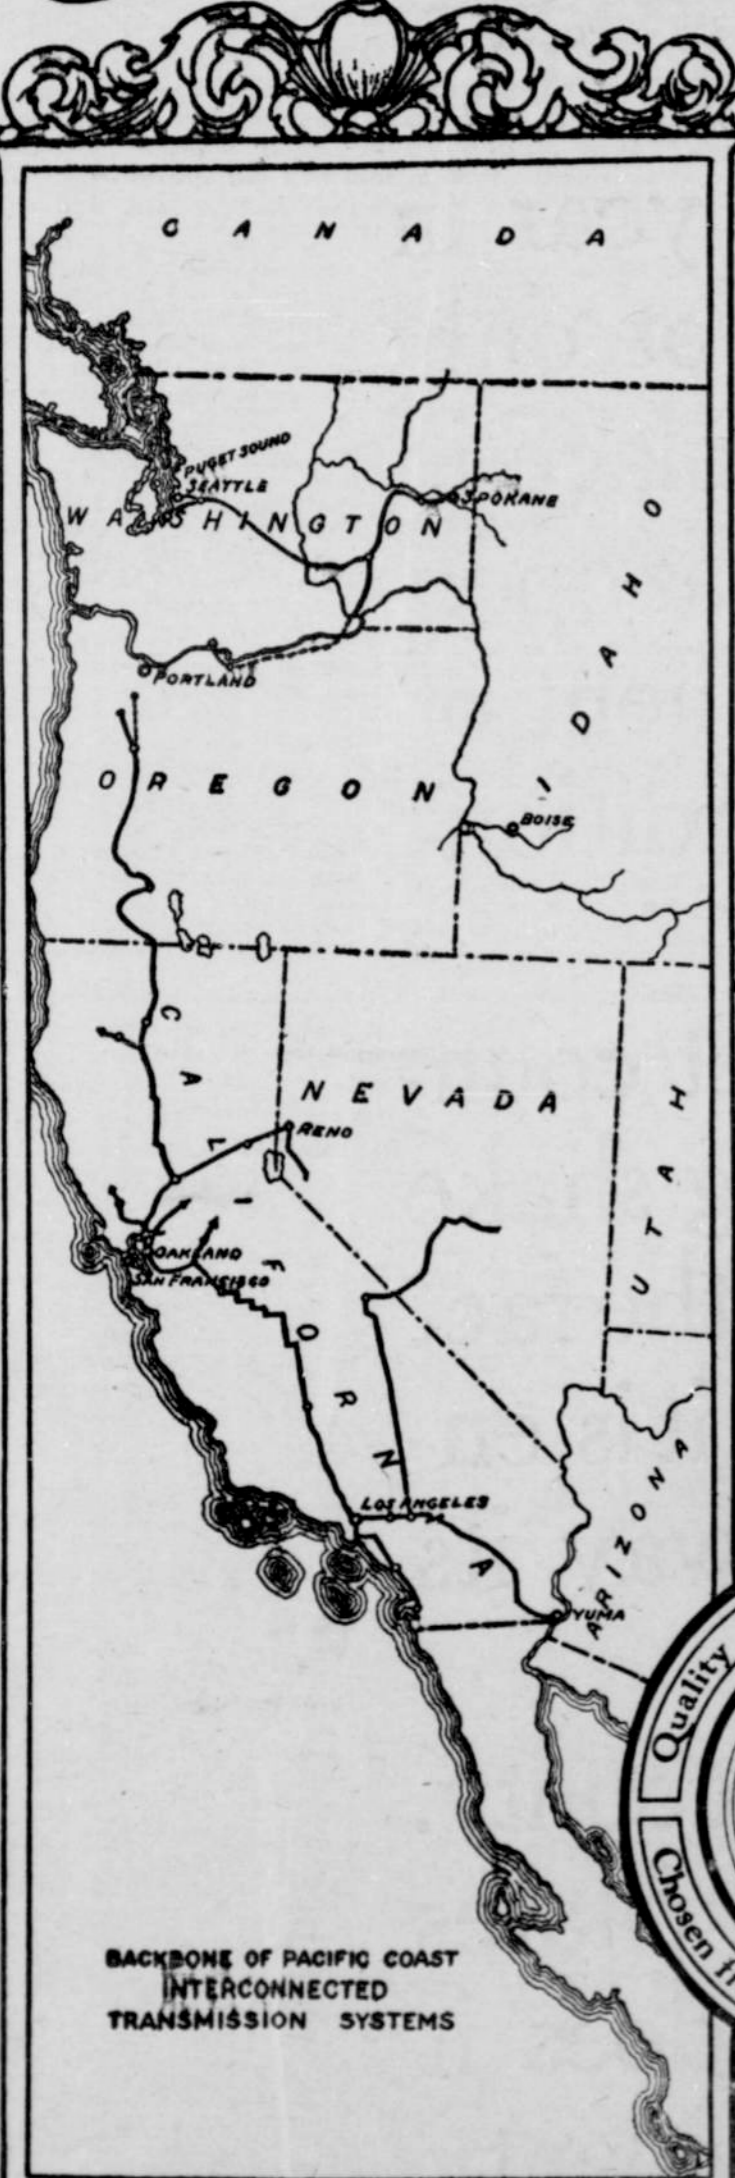 CANADA
PUGET SOUND
SEATTLE
SPOKANE
WASHINGTON
IDAHO
PORTLAND
OREGON
BOISE
CALIFORNIA
NEVADA
UTAH
RENO
OAKLAND
SAN FRANCISCO
LOS ANGELES
ARIZONA
YUMA
Quality
Chosen
BACKBONE OF PACIFIC COAST
INTERCONNECTED
TRANSMISSION SYSTEMS